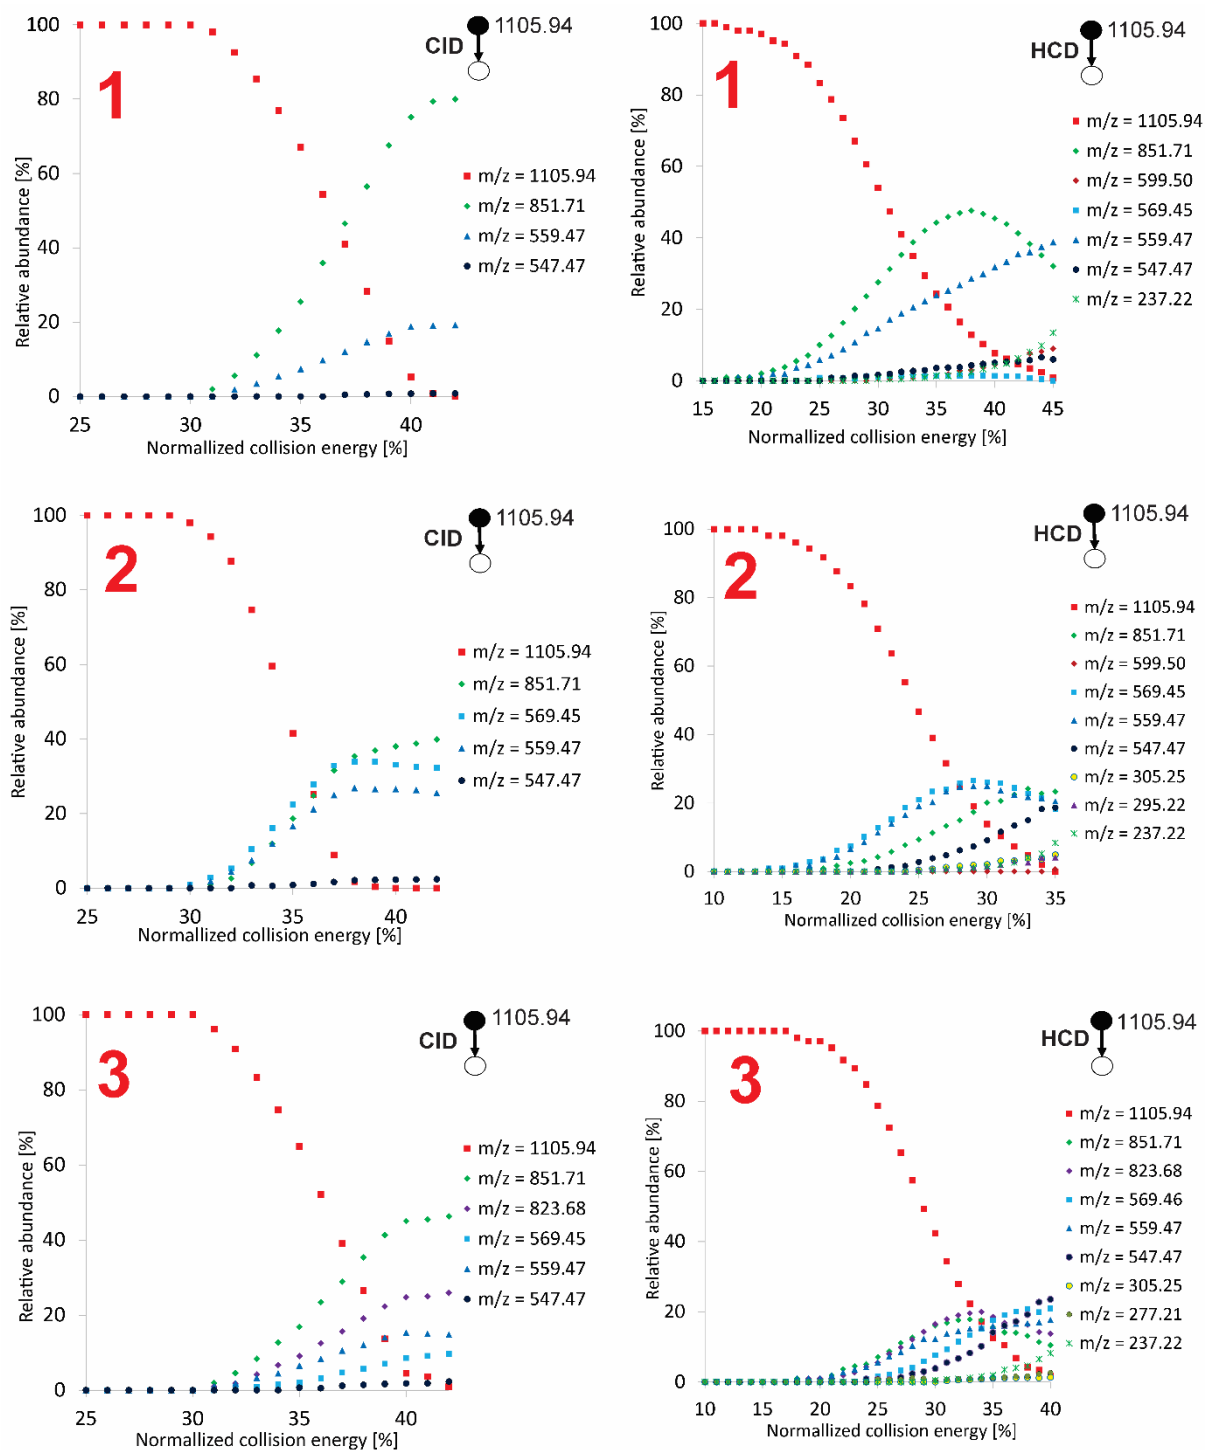 100
80
60
40
20
0
25 30 35 40
Relative abundance [%]
Normallized collision energy [%]
1
CID
1105.94
m/z = 1105.94
m/z = 851.71
m/z = 559.47
m/z = 547.47
100
80
60
40
20
0
15 20 25 30 35 40 45
Relative abundance [%]
Normallized collision energy [%]
1
HCD
1105.94
m/z = 1105.94
m/z = 851.71
m/z = 599.50
m/z = 569.45
m/z = 559.47
m/z = 547.47
m/z = 237.22
100
80
60
40
20
0
25 30 35 40
Relative abundance [%]
Normallized collision energy [%]
2
CID
1105.94
m/z = 1105.94
m/z = 851.71
m/z = 569.45
m/z = 559.47
m/z = 547.47
100
80
60
40
20
0
10 15 20 25 30 35
Relative abundance [%]
Normallized collision energy [%]
2
HCD
1105.94
m/z = 1105.94
m/z = 851.71
m/z = 599.50
m/z = 569.45
m/z = 559.47
m/z = 547.47
m/z = 305.25
m/z = 295.22
m/z = 237.22
100
80
60
40
20
0
25 30 35 40
Relative abundance [%]
Normallized collision energy [%]
3
CID
1105.94
m/z = 1105.94
m/z = 851.71
m/z = 823.68
m/z = 569.45
m/z = 559.47
m/z = 547.47
100
80
60
40
20
0
10 15 20 25 30 35 40
Relative abundance [%]
Normallized collision energy [%]
3
HCD
1105.94
m/z = 1105.94
m/z = 851.71
m/z = 823.68
m/z = 569.46
m/z = 559.47
m/z = 547.47
m/z = 305.25
m/z = 277.21
m/z = 237.22